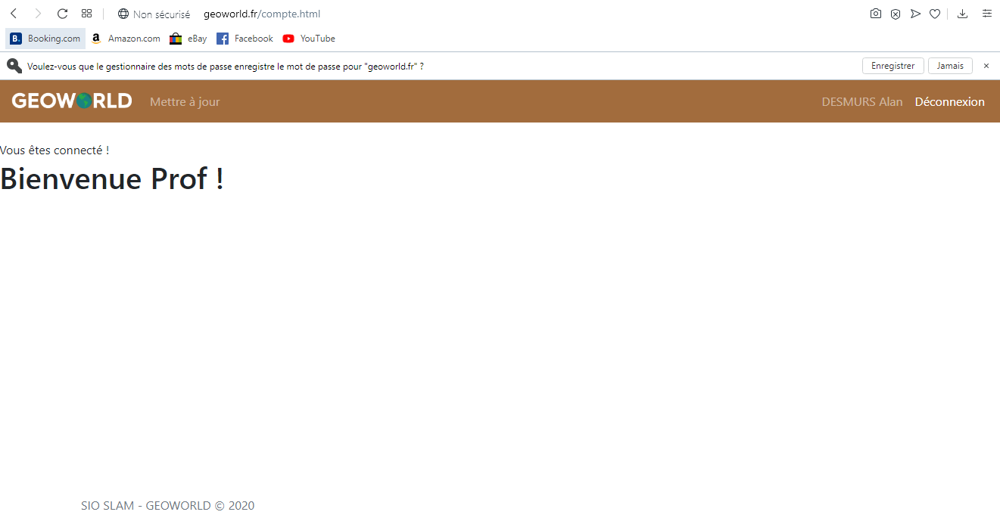 Non sécurisé geoworld.fr/compte.html
B. Booking.com a Amazon.com eBay Facebook YouTube
Voulez-vous que le gestionnaire des mots de passe enregistre le mot de passe pour "geoworld.fr" ? Enregistrer Jamais ×
GEOWORLD Mettre à jour DESMURS Alan Déconnexion
Vous êtes connecté !
Bienvenue Prof !
SIO SLAM - GEOWORLD © 2020